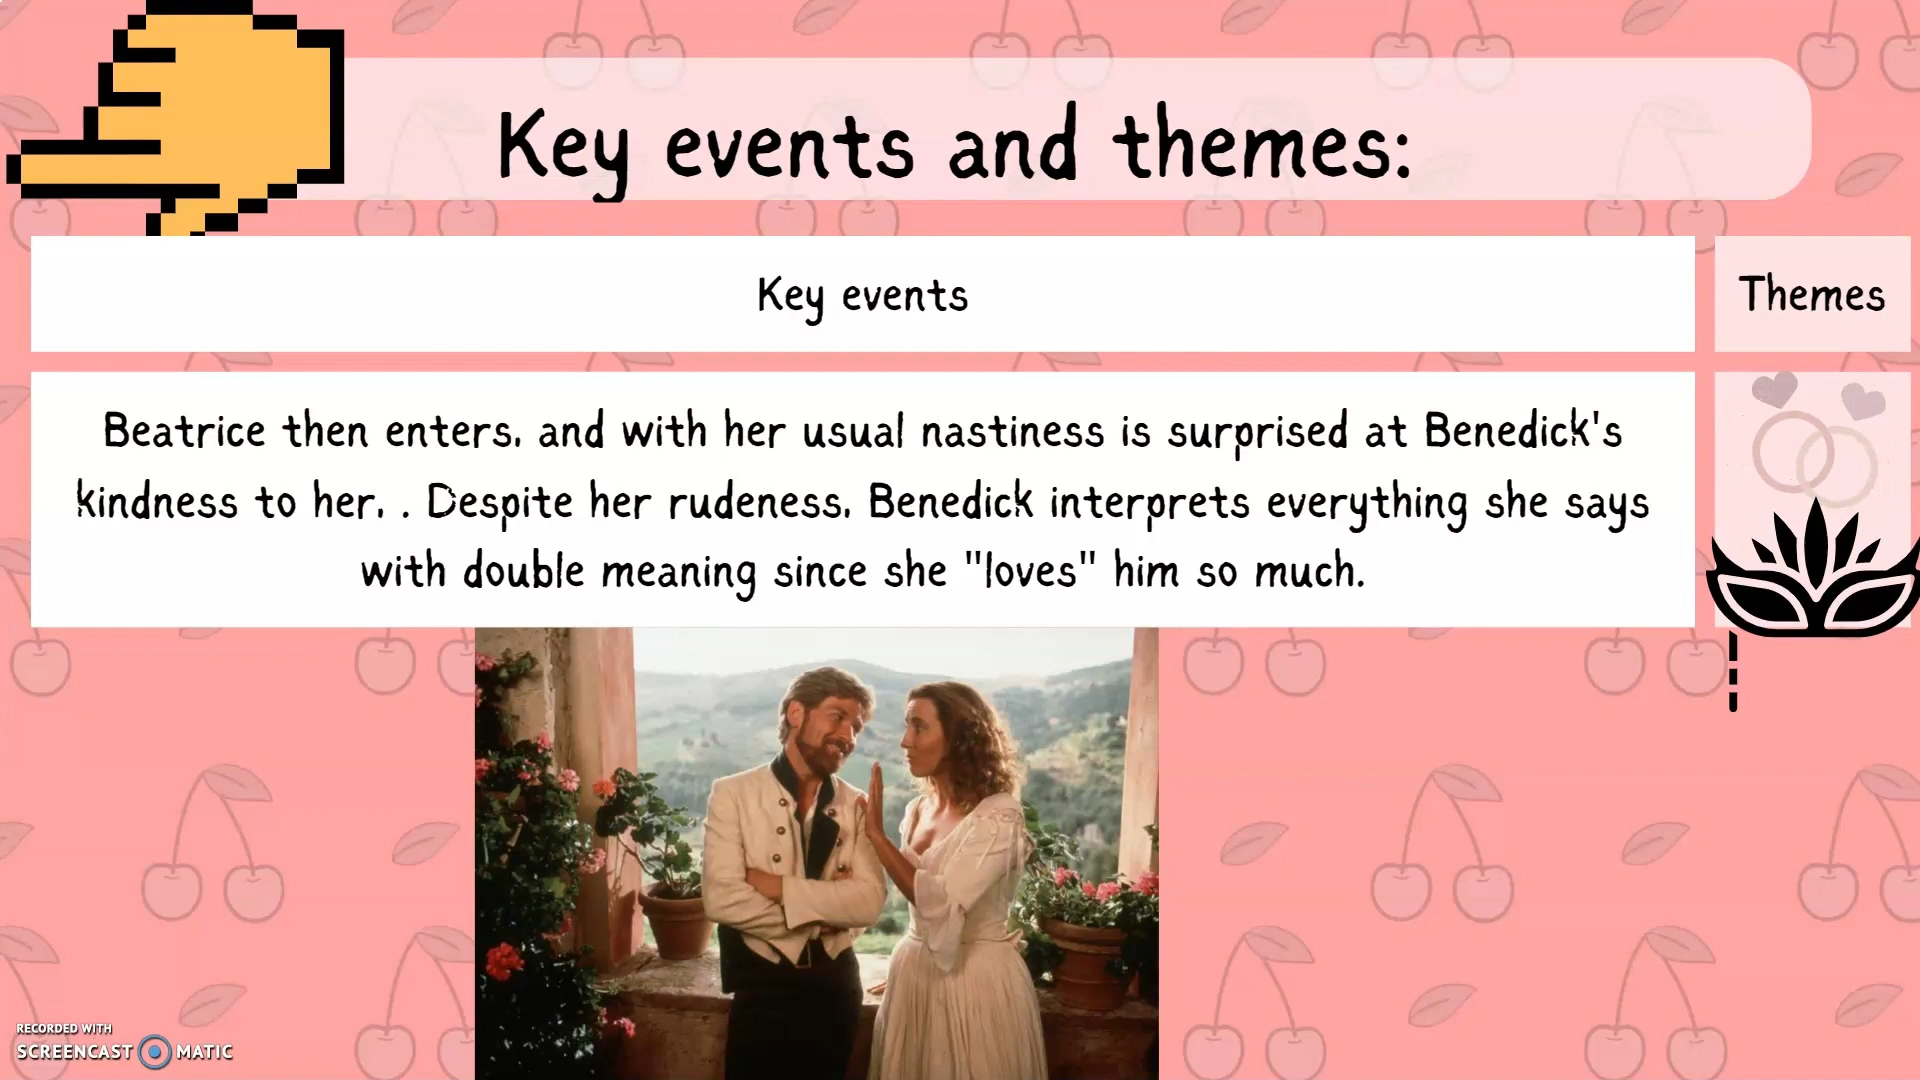 Key events and themes:
Key events
Themes
Beatrice then enters, and with her usual nastiness is surprised at Benedick's
kindness to her, . Despite her rudeness, Benedick interprets everything she says
with double meaning since she "loves" him so much.
RECORDED WITH
SCREENCAST MATIC